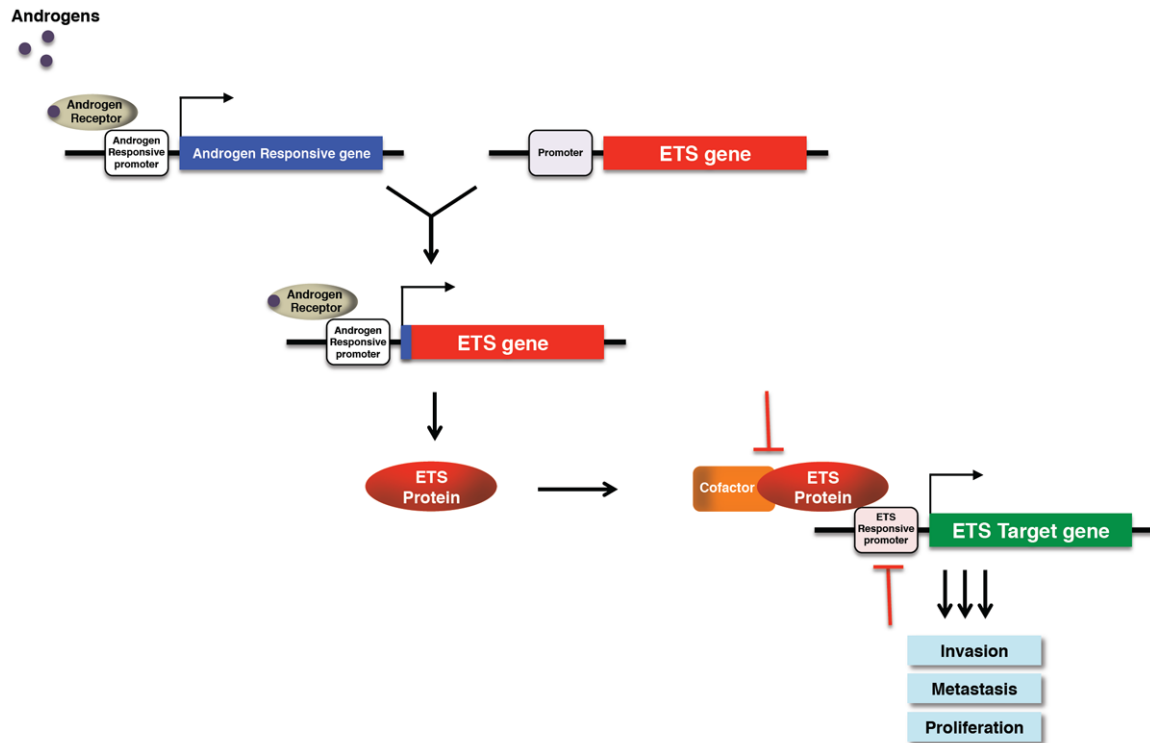 Androgens
Androgen
Receptor
Androgen
Responsive
promoter
Androgen Responsive gene
Promoter
ETS gene
Androgen
Receptor
Androgen
Responsive
promoter
ETS gene
ETS
Protein
Cofactor
ETS
Protein
ETS
Responsive
promoter
ETS Target gene
Invasion
Metastasis
Proliferation